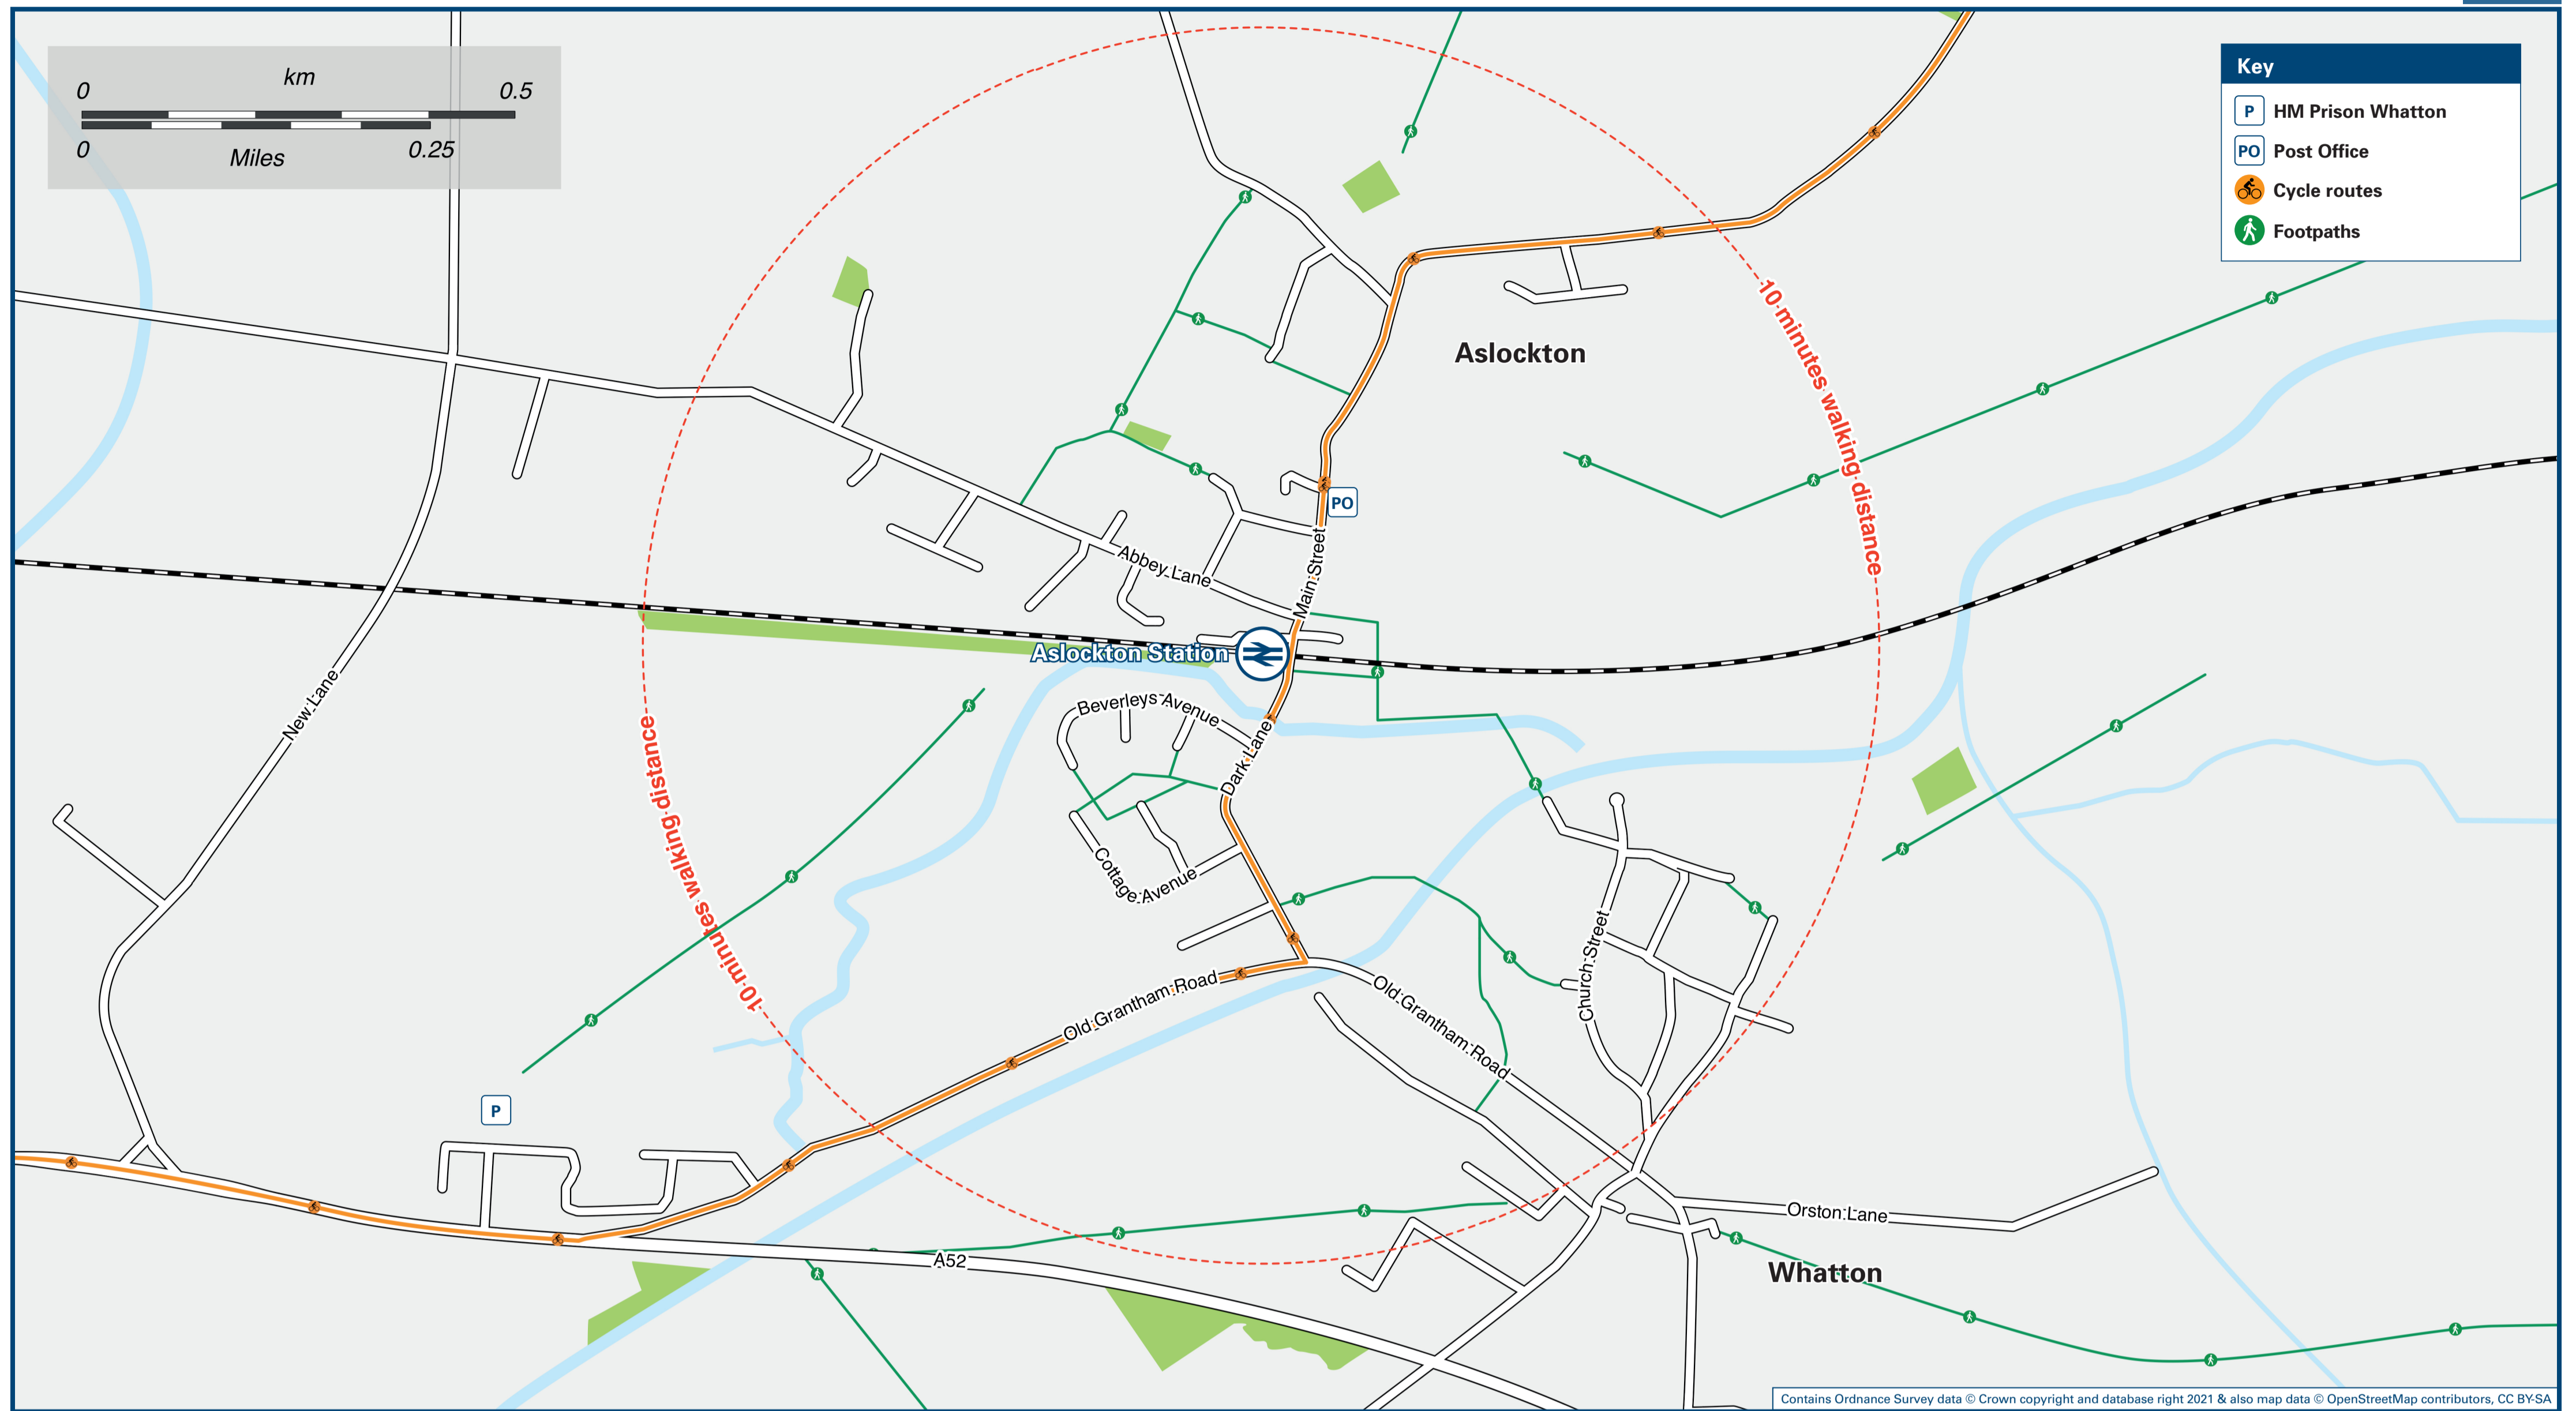 km
0
0.5
0
0.25
Miles
Key
P
HM Prison Whatton
PO
Post Office
Cycle routes
Footpaths
10 minutes walking distance
Aslockton
PO
Main Street
Abbey Lane
Aslockton Station
New Lane
Beverleys Avenue
Dark Lane
10 minutes walking distance
Cottage Avenue
Church Street
Old Grantham Road
Old Grantham Road
P
Orston Lane
A52
Whatton
Contains Ordnance Survey data © Crown copyright and database right 2021 & also map data © OpenStreetMap contributors, CC BY-SA